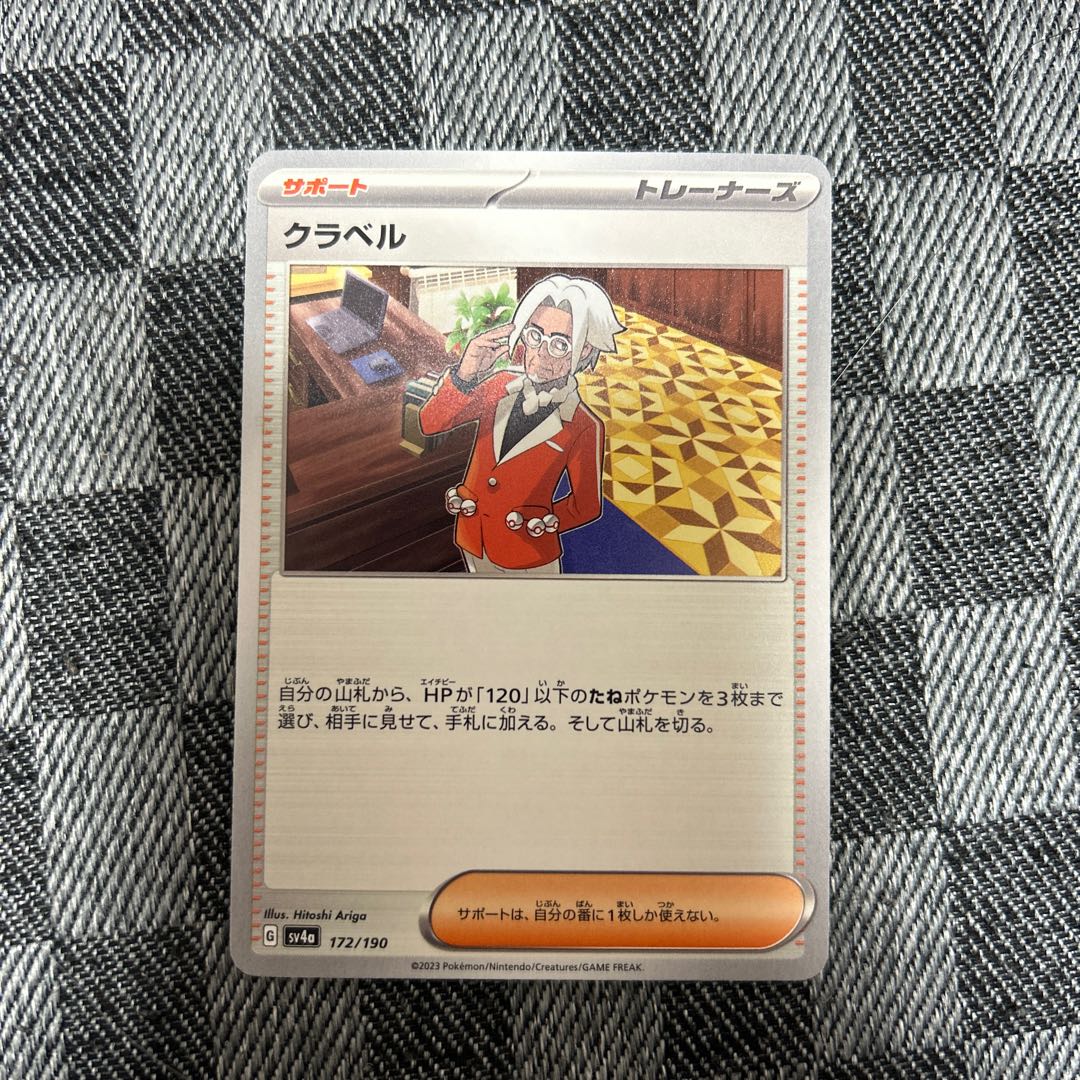 サポート トレーナーズ
クラベル
自分の山札から、HPが「120」以下のたねポケモンを3枚まで
選び、相手に見せて、手札に加える。そして山札を切る。
サポートは、自分の番に1枚しか使えない。
Illus. Hitoshi Ariga
G sv4a 172/190
©2023 Pokémon/Nintendo/Creatures/GAME FREAK.